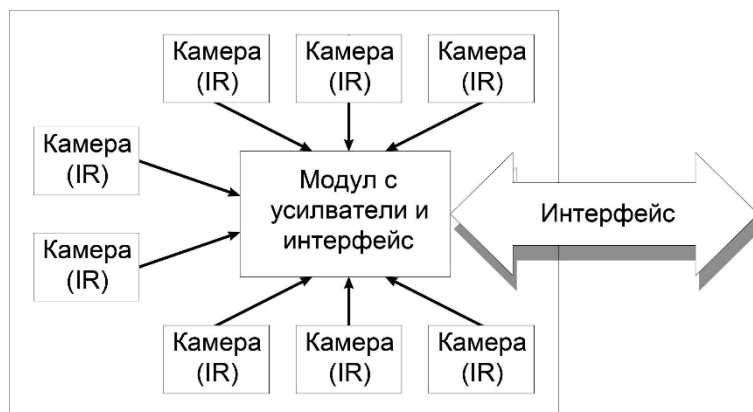 Камера
(IR)
Камера
(IR)
Камера
(IR)
Камера
(IR)
Модул с
усилватели и
интерфейс
Интерфейс
Камера
(IR)
Камера
(IR)
Камера
(IR)
Камера
(IR)